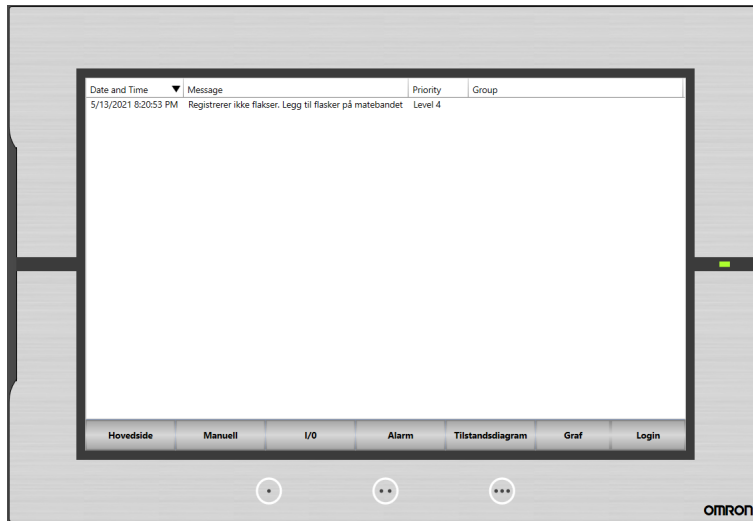 Date and Time ▼ Message Priority Group
5/13/2021 8:20:53 PM Registrerer ikke flakser. Legg til flasker på matebandet Level 4
Hovedside Manuell I/0 Alarm Tilstandsdiagram Graf Login
OMRON